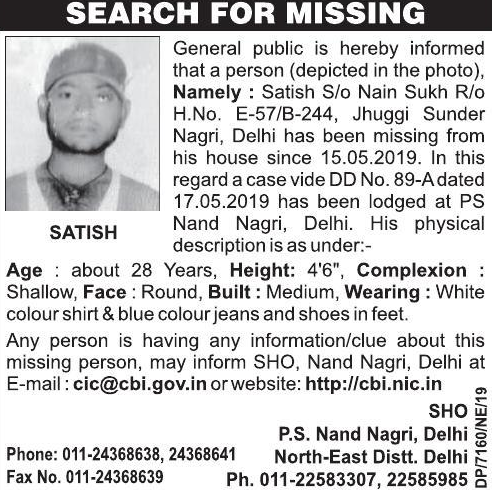 SEARCH FOR MISSING
SATISH
General public is hereby informed
that a person (depicted in the photo),
Namely : Satish S/o Nain Sukh R/o
H.No. E-57/B-244, Jhuggi Sunder
Nagri, Delhi has been missing from
his house since 15.05.2019. In this
regard a case vide DD No. 89-A dated
17.05.2019 has been lodged at PS
Nand Nagri, Delhi. His physical
description is as under:-
Age : about 28 Years, Height: 4'6", Complexion :
Shallow, Face : Round, Built : Medium, Wearing : White
colour shirt & blue colour jeans and shoes in feet.
Any person is having any information/clue about this
missing person, may inform SHO, Nand Nagri, Delhi at
E-mail : cic@cbi.gov.in or website: http://cbi.nic.in
SHO
P.S. Nand Nagri, Delhi
Phone: 011-24368638, 24368641 North-East Distt. Delhi
Fax No. 011-24368639 Ph. 011-22583307, 22585985
DP/7160/NE/19